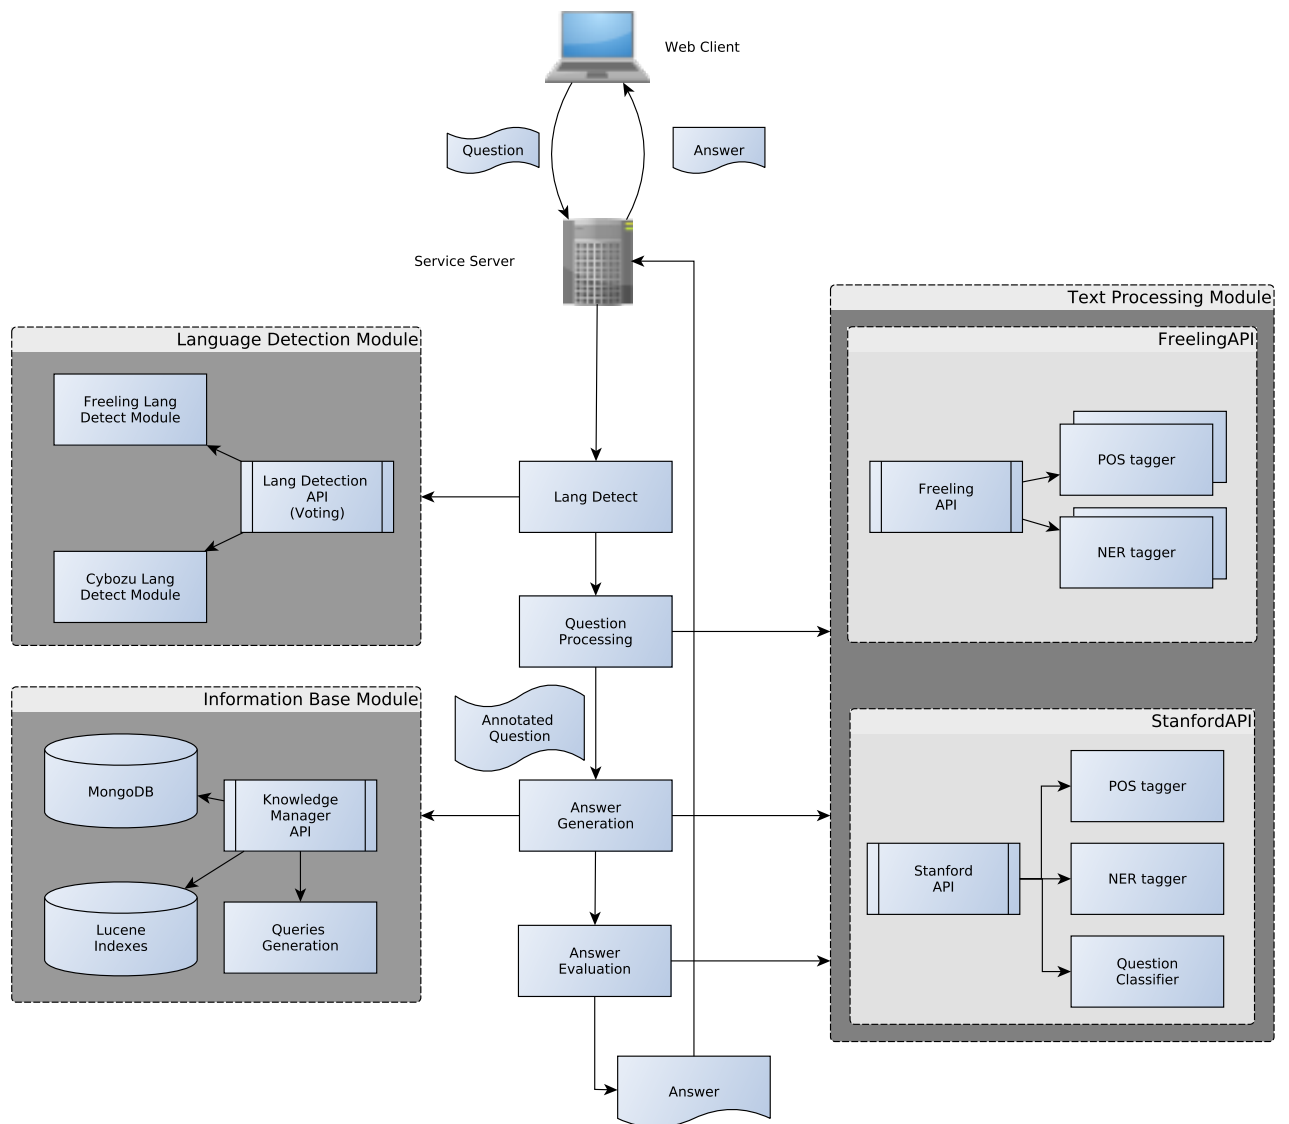 Web Client
Question
Answer
Service Server
Text Processing Module
FreelingAPI
Language Detection Module
Freeling Lang
Detect Module
Lang Detection
API
(Voting)
Cybozu Lang
Detect Module
Lang Detect
Freeling
API
POS tagger
NER tagger
Question
Processing
Information Base Module
MongoDB
Knowledge
Manager
API
Lucene
Indexes
Queries
Generation
Annotated
Question
Answer
Generation
Answer
Evaluation
Answer
StanfordAPI
Stanford
API
POS tagger
NER tagger
Question
Classifier